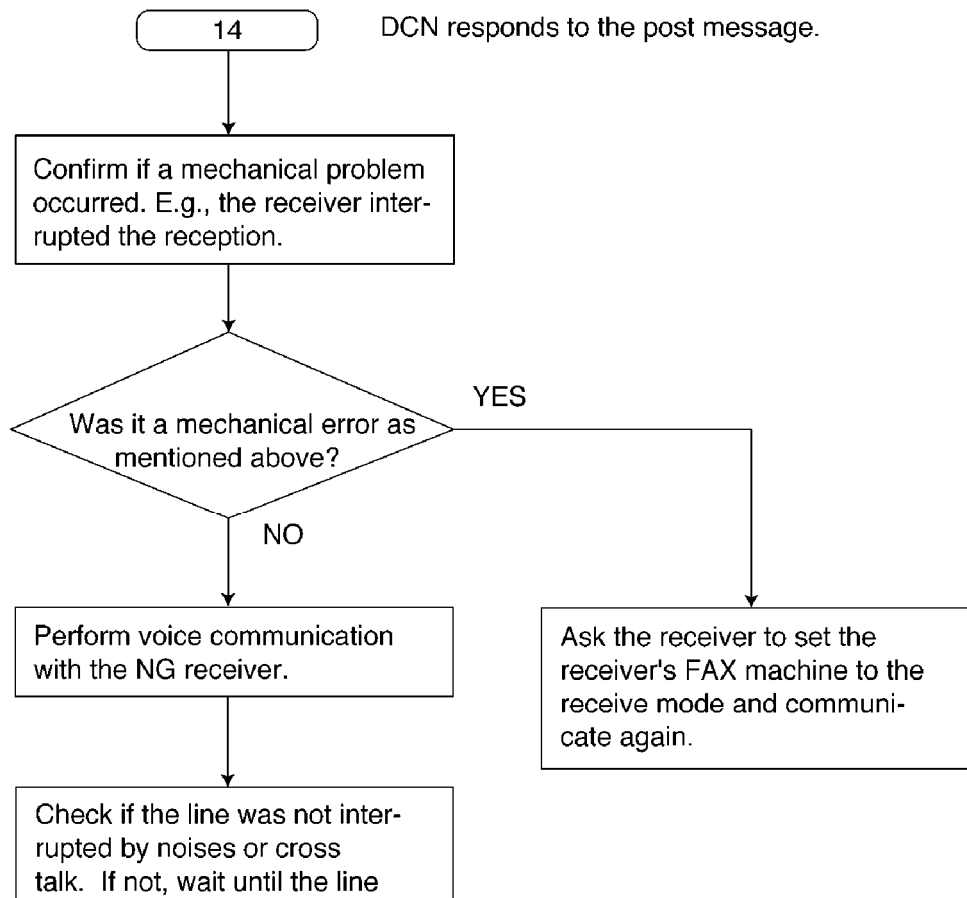 14
DCN responds to the post message.
Confirm if a mechanical problem
occurred. E.g., the receiver inter-
rupted the reception.
Was it a mechanical error as
mentioned above?
YES
NO
Perform voice communication
with the NG receiver.
Ask the receiver to set the
receiver's FAX machine to the
receive mode and communi-
cate again.
Check if the line was not inter-
rupted by noises or cross
talk.  If not, wait until the line